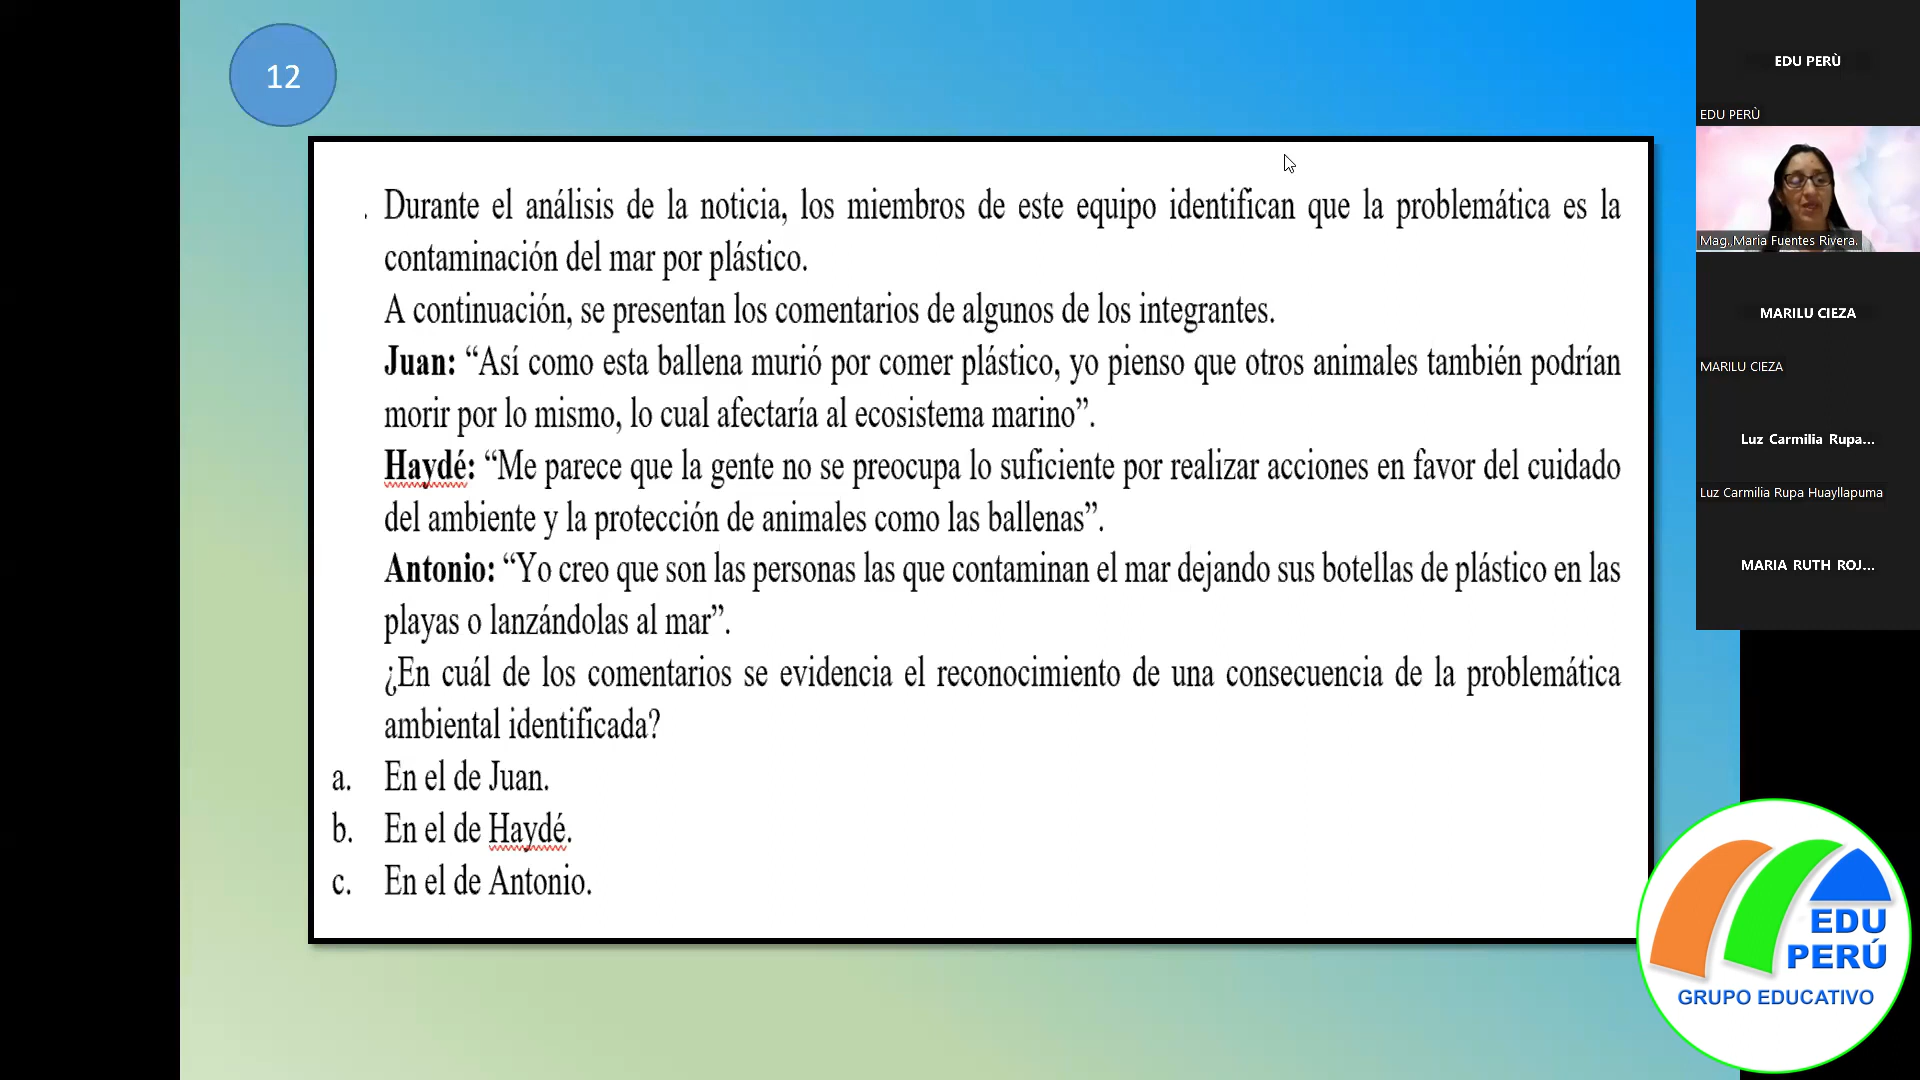 12
. Durante el análisis de la noticia, los miembros de este equipo identifican que la problemática es la
contaminación del mar por plástico.
A continuación, se presentan los comentarios de algunos de los integrantes.
Juan: “Así como esta ballena murió por comer plástico, yo pienso que otros animales también podrían
morir por lo mismo, lo cual afectaría al ecosistema marino”.
Haydé: “Me parece que la gente no se preocupa lo suficiente por realizar acciones en favor del cuidado
del ambiente y la protección de animales como las ballenas”.
Antonio: “Yo creo que son las personas las que contaminan el mar dejando sus botellas de plástico en las
playas o lanzándolas al mar”.
¿En cuál de los comentarios se evidencia el reconocimiento de una consecuencia de la problemática
ambiental identificada?
a. En el de Juan.
b. En el de Haydé.
c. En el de Antonio.
EDU PERÙ
EDU PERÙ
Mag.,Maria Fuentes Rivera.
MARILU CIEZA
MARILU CIEZA
Luz Carmilia Rupa...
Luz Carmilia Rupa Huayllapuma
MARIA RUTH ROJ...
EDU
PERÚ
GRUPO EDUCATIVO